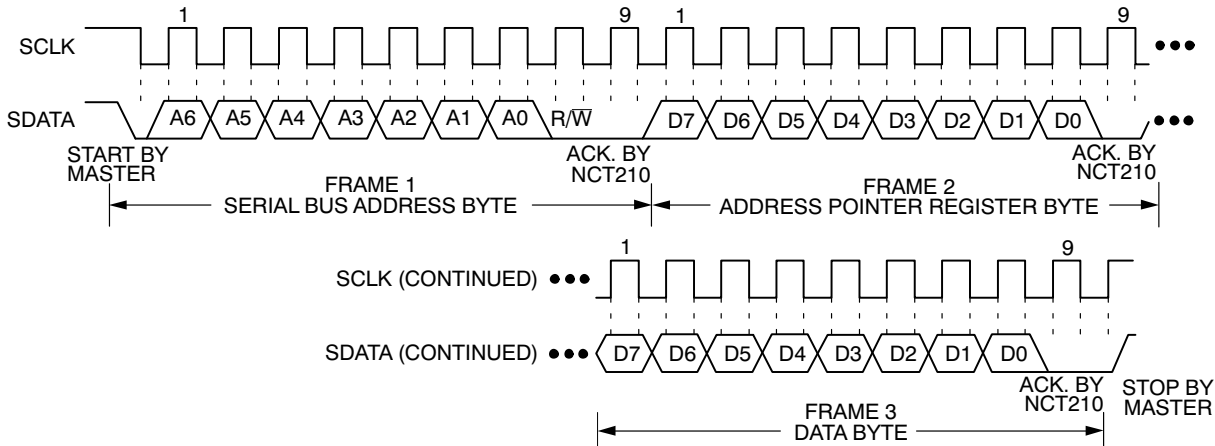 1 9 1 9
SCLK
SDATA A6 A5 A4 A3 A2 A1 A0 R/W̅ D7 D6 D5 D4 D3 D2 D1 D0
START BY
MASTER
ACK. BY
NCT210
ACK. BY
NCT210
FRAME 1
SERIAL BUS ADDRESS BYTE
FRAME 2
ADDRESS POINTER REGISTER BYTE
1 9
SCLK (CONTINUED)
SDATA (CONTINUED) D7 D6 D5 D4 D3 D2 D1 D0
ACK. BY
NCT210
STOP BY
MASTER
FRAME 3
DATA BYTE